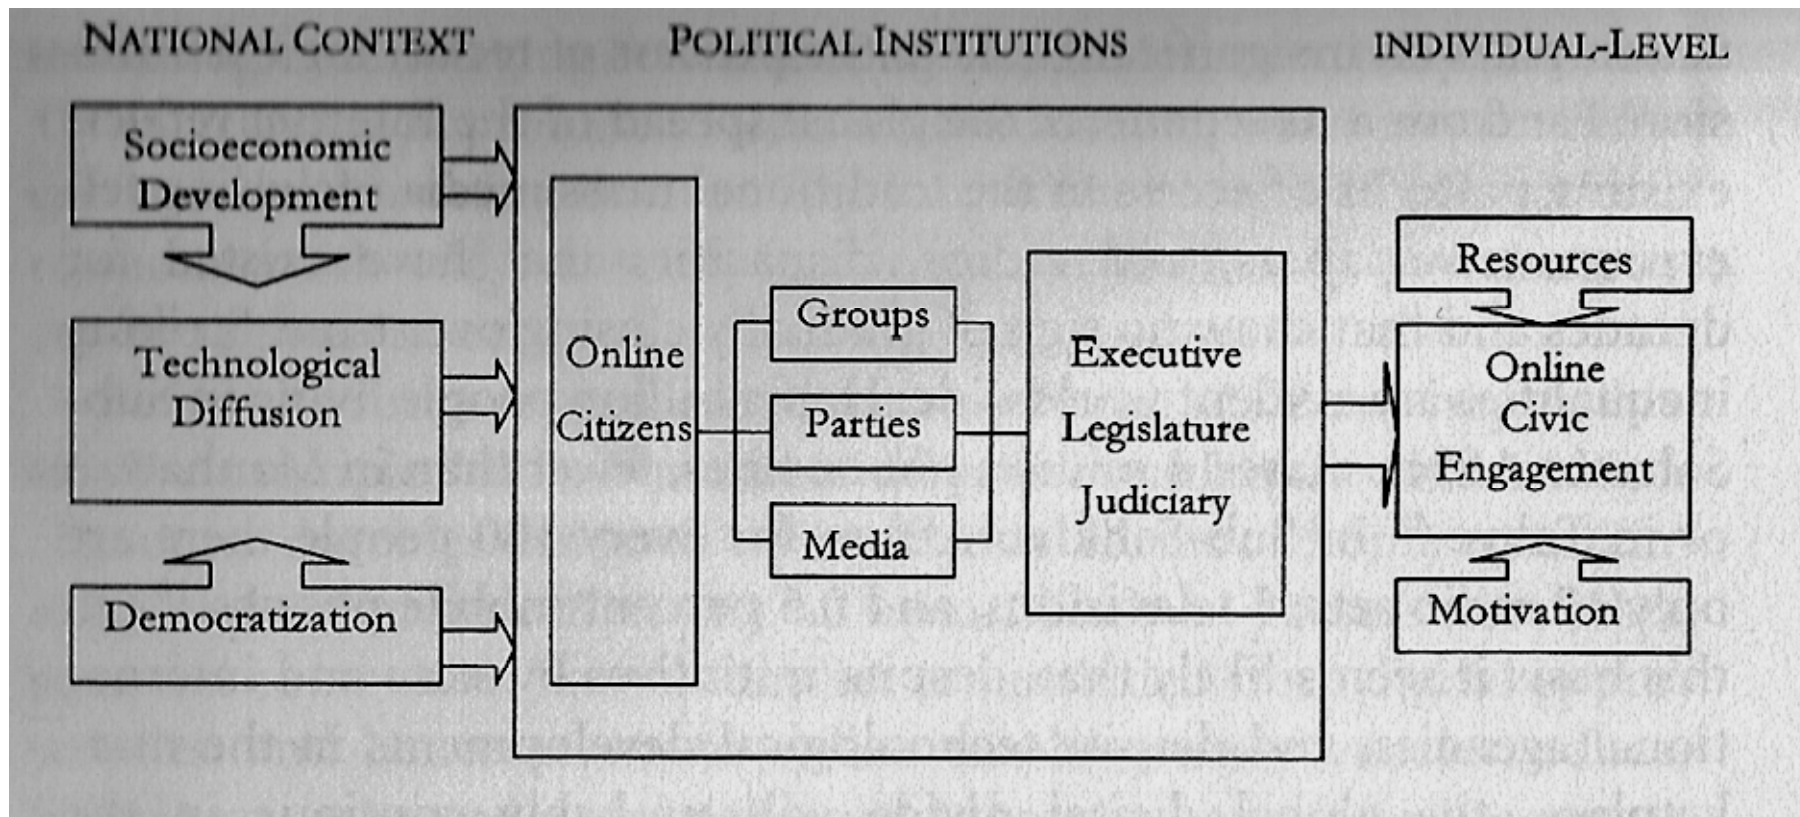 NATIONAL CONTEXT
POLITICAL INSTITUTIONS
INDIVIDUAL-LEVEL
Socioeconomic
Development
Technological
Diffusion
Democratization
Online
Citizens
Groups
Parties
Media
Executive
Legislature
Judiciary
Resources
Online
Civic
Engagement
Motivation